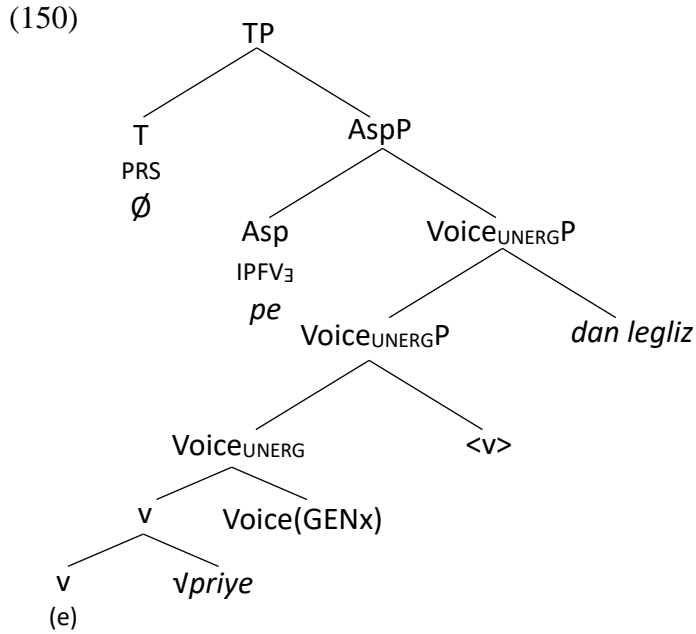 (150)
TP
T AspP
PRS
Ø
Asp VoiceUNERGP
IPFV∃
pe
VoiceUNERGP dan legliz
VoiceUNERG <v>
v Voice(GENx)
v √priye
(e)